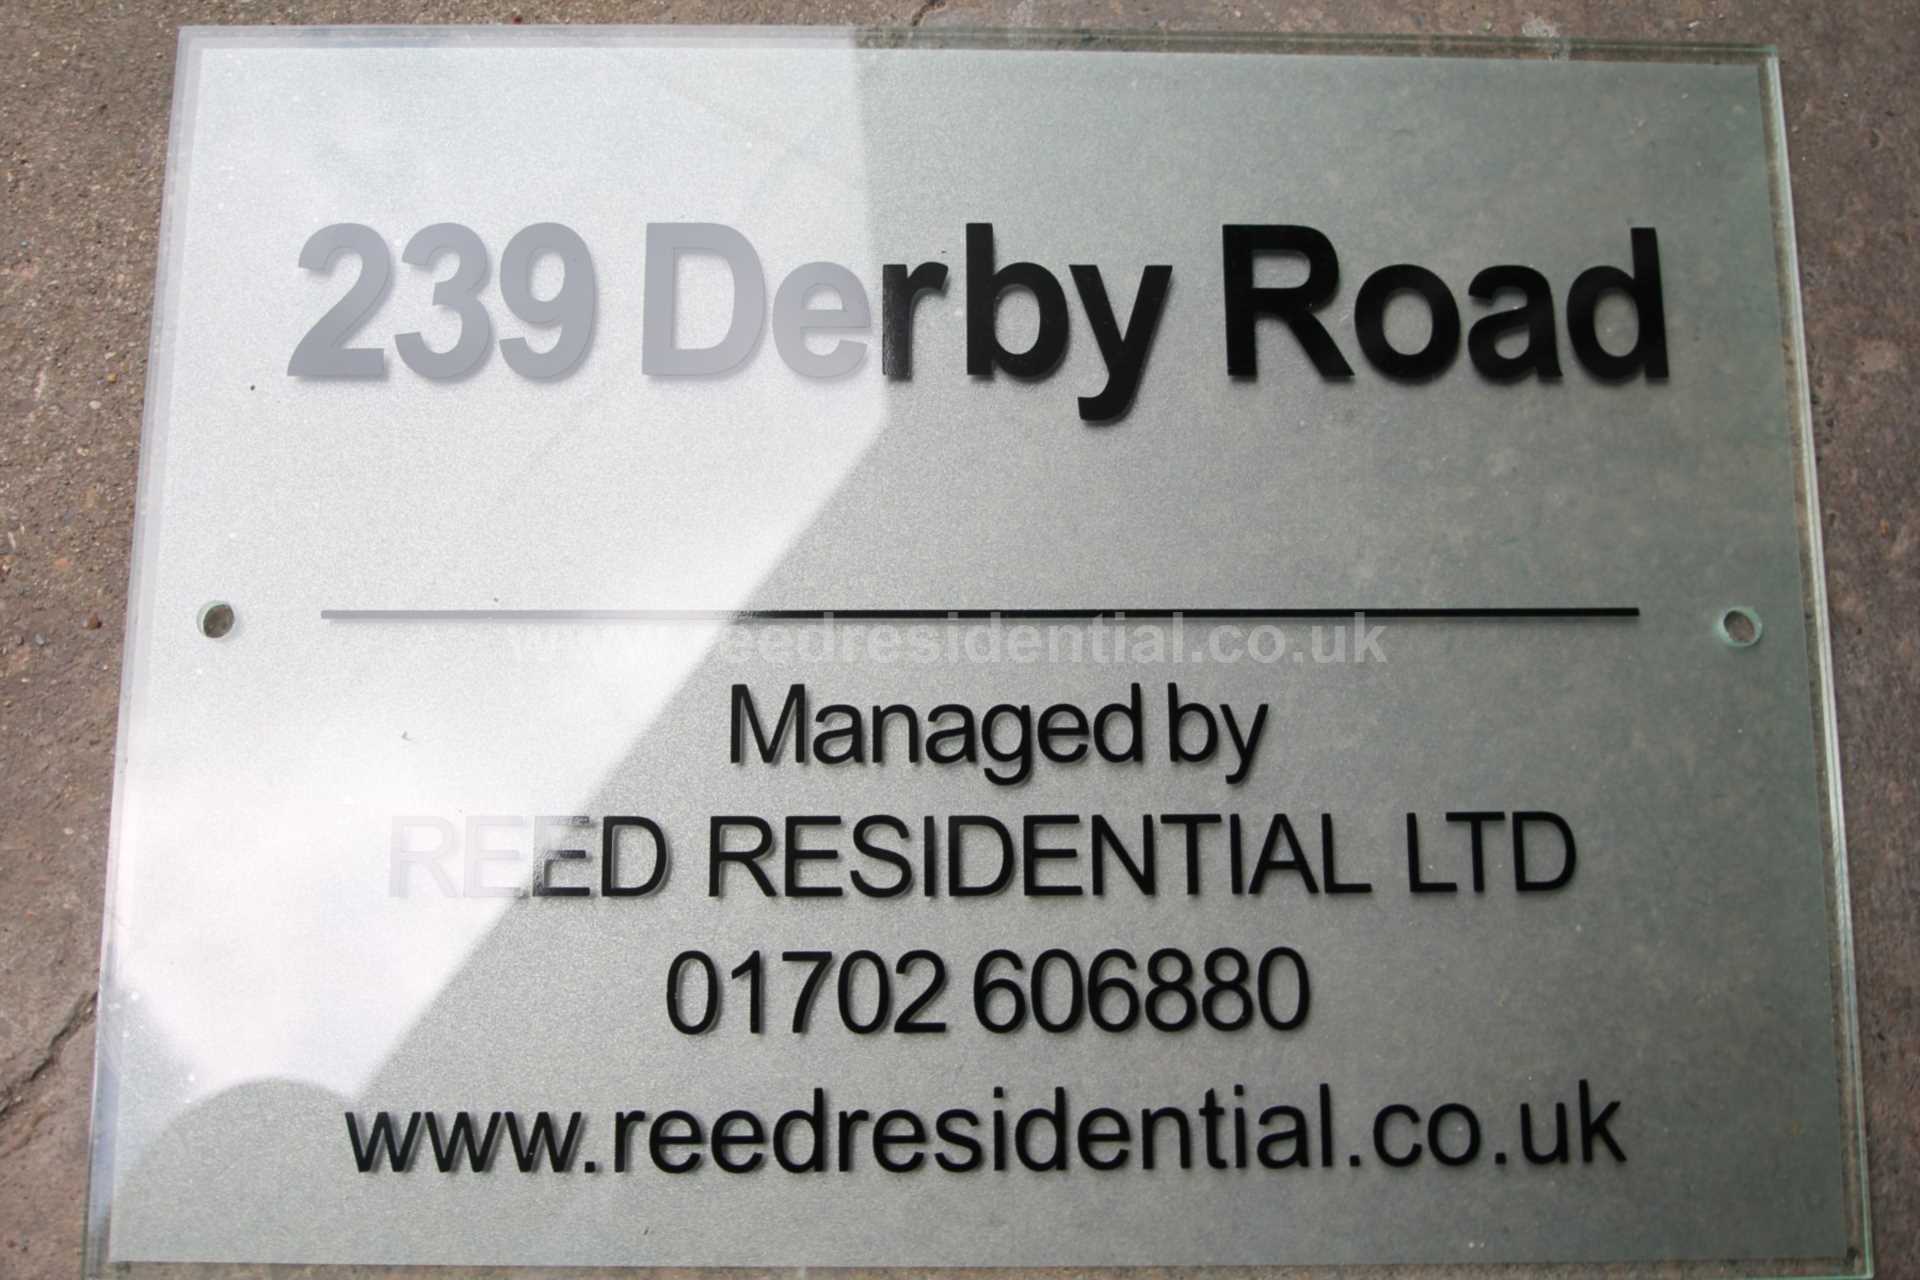 239 Derby Road
www.reedresidential.co.uk
Managed by
REED RESIDENTIAL LTD
01702 606880
www.reedresidential.co.uk